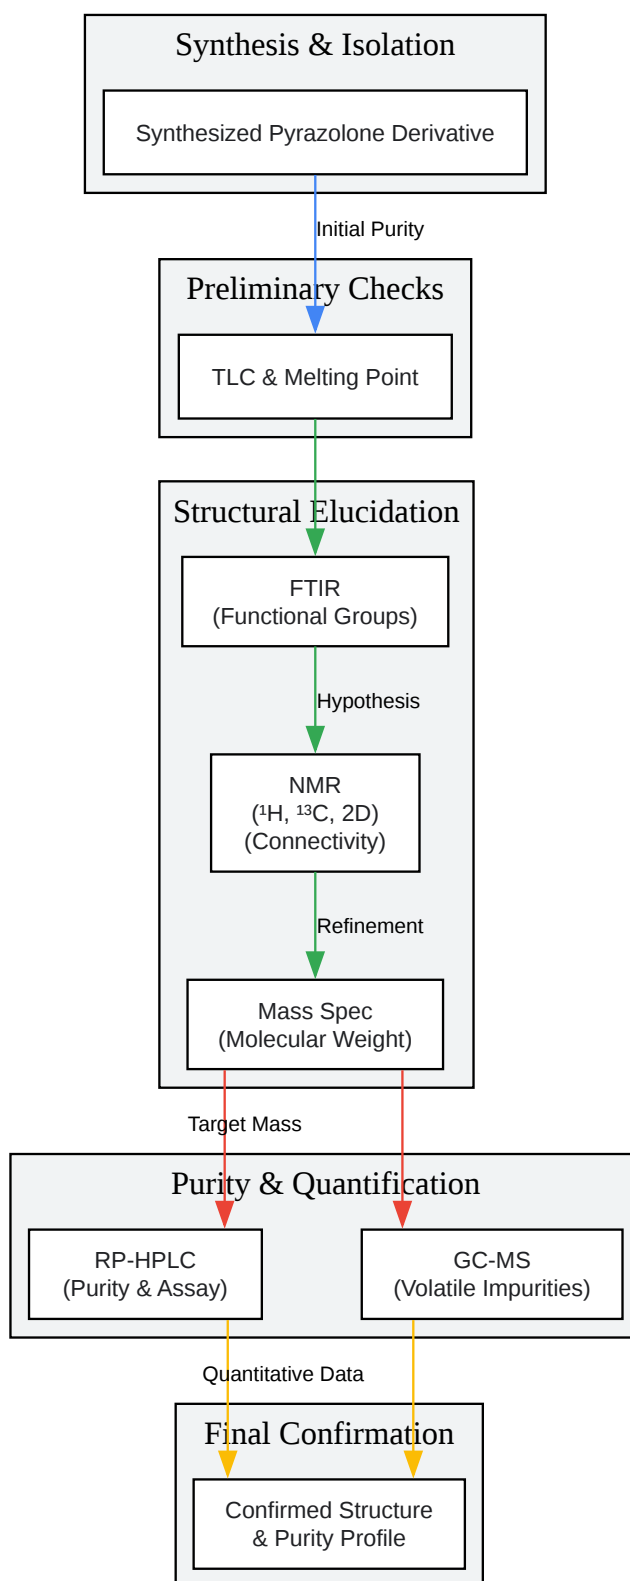 Synthesis & Isolation
Synthesized Pyrazolone Derivative
Initial Purity
Preliminary Checks
TLC & Melting Point
Structural Elucidation
FTIR
(Functional Groups)
Hypothesis
NMR
(¹H, ¹³C, 2D)
(Connectivity)
Refinement
Mass Spec
(Molecular Weight)
Target Mass
Purity & Quantification
RP-HPLC
(Purity & Assay)
GC-MS
(Volatile Impurities)
Quantitative Data
Final Confirmation
Confirmed Structure
& Purity Profile